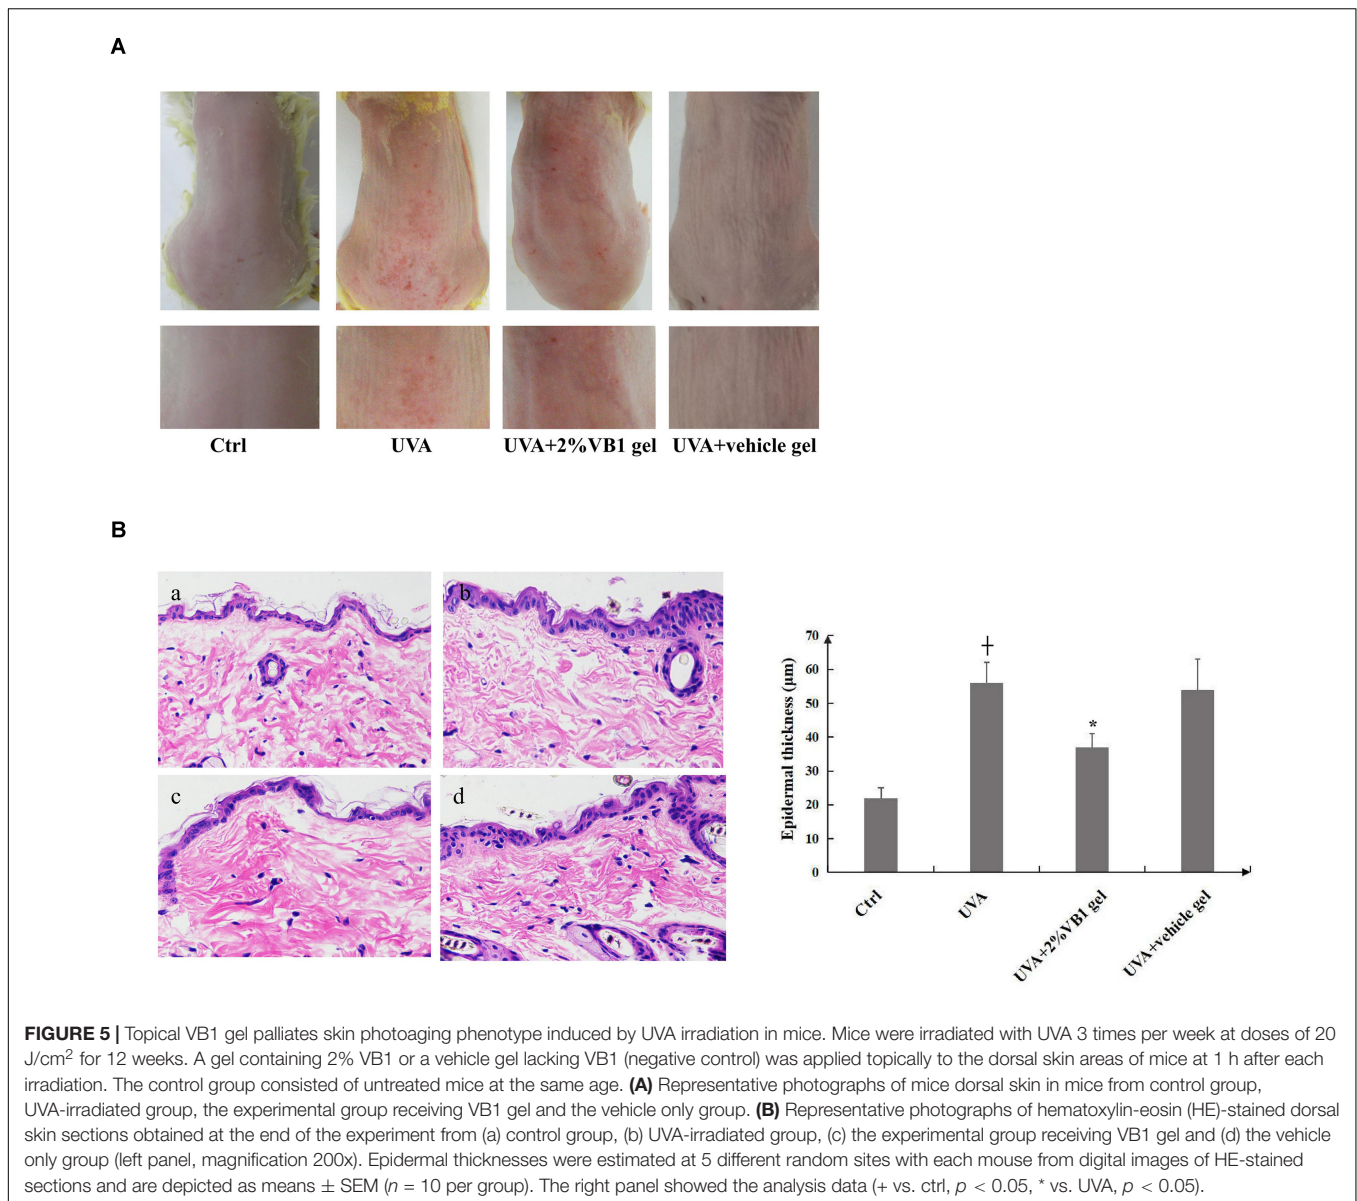 A
Ctrl
UVA
UVA+2%VB1 gel
UVA+vehicle gel
B
a
b
c
d
Epidermal thickness (μm)
70
60
50
40
30
20
10
0
+
*
Ctrl
UVA
UVA+2%VB1 gel
UVA+vehicle gel
FIGURE 5 | Topical VB1 gel palliates skin photoaging phenotype induced by UVA irradiation in mice. Mice were irradiated with UVA 3 times per week at doses of 20
J/cm² for 12 weeks. A gel containing 2% VB1 or a vehicle gel lacking VB1 (negative control) was applied topically to the dorsal skin areas of mice at 1 h after each
irradiation. The control group consisted of untreated mice at the same age. (A) Representative photographs of mice dorsal skin in mice from control group,
UVA-irradiated group, the experimental group receiving VB1 gel and the vehicle only group. (B) Representative photographs of hematoxylin-eosin (HE)-stained dorsal
skin sections obtained at the end of the experiment from (a) control group, (b) UVA-irradiated group, (c) the experimental group receiving VB1 gel and (d) the vehicle
only group (left panel, magnification 200x). Epidermal thicknesses were estimated at 5 different random sites with each mouse from digital images of HE-stained
sections and are depicted as means ± SEM (n = 10 per group). The right panel showed the analysis data (+ vs. ctrl, p < 0.05, * vs. UVA, p < 0.05).